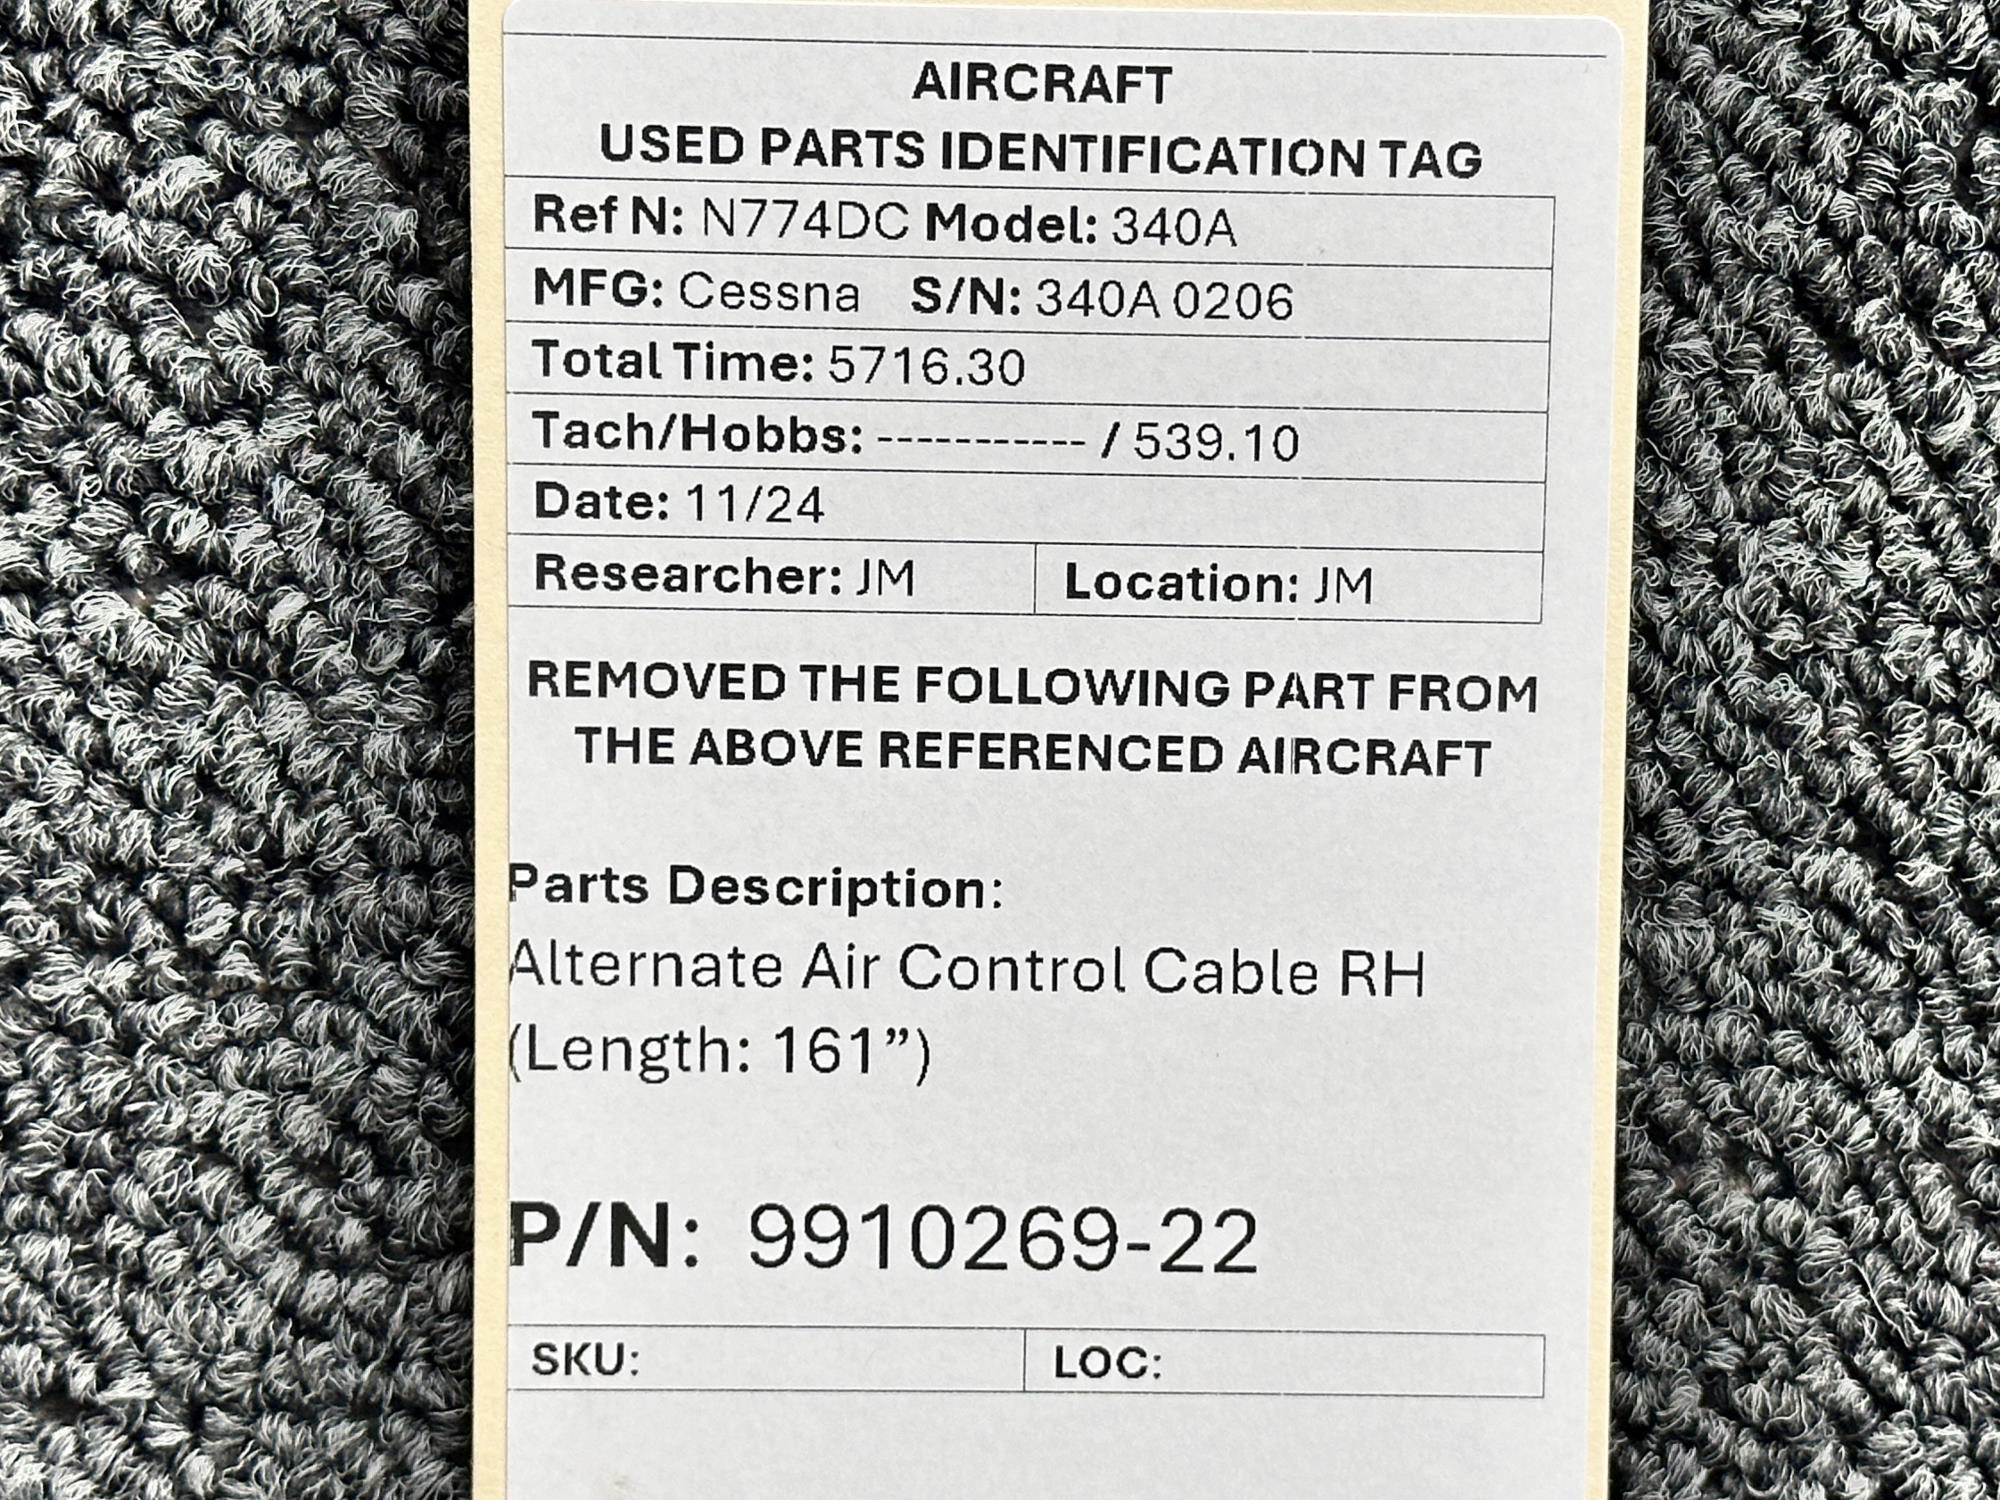 AIRCRAFT
USED PARTS IDENTIFICATION TAG
Ref N: N774DC Model: 340A
MFG: Cessna S/N: 340A 0206
Total Time: 5716.30
Tach/Hobbs: ----------- / 539.10
Date: 11/24
Researcher: JM Location: JM
REMOVED THE FOLLOWING PART FROM
THE ABOVE REFERENCED AIRCRAFT
Parts Description:
Alternate Air Control Cable RH
(Length: 161”)
P/N: 9910269-22
SKU: LOC: